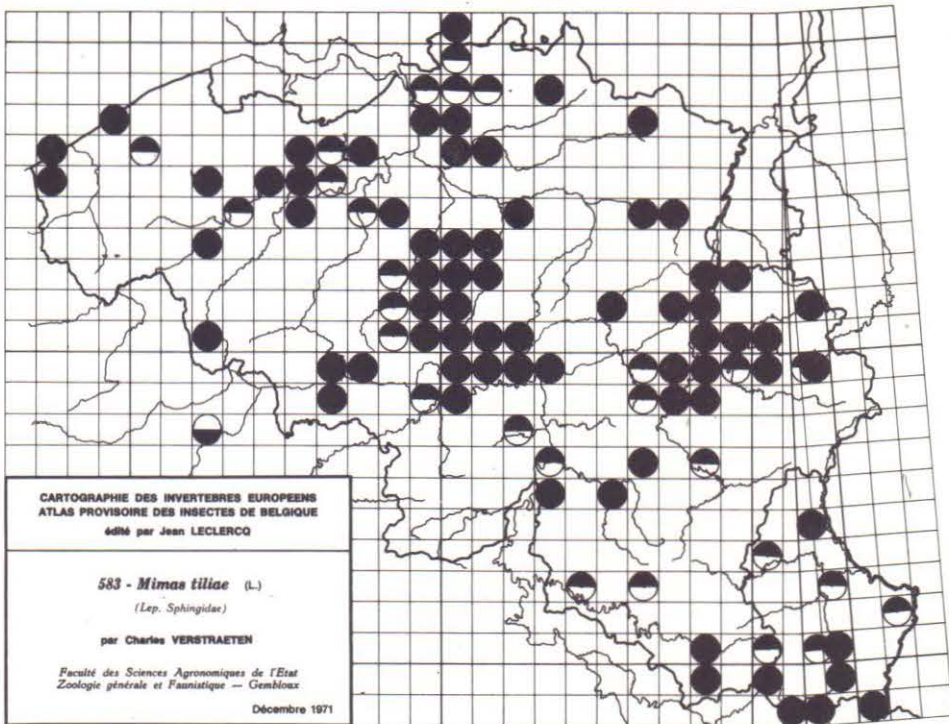 CARTOGRAPHIE DES INVERTEBRES EUROPEENS
ATLAS PROVISOIRE DES INSECTES DE BELGIQUE
édité par Jean LECLERCQ
583 - Mimas tiliae (L.)
(Lep. Sphingidae)
par Charles VERSTRAETEN
Faculté des Sciences Agronomiques de l'Etat
Zoologie générale et Faunistique — Gembloux
Décembre 1971